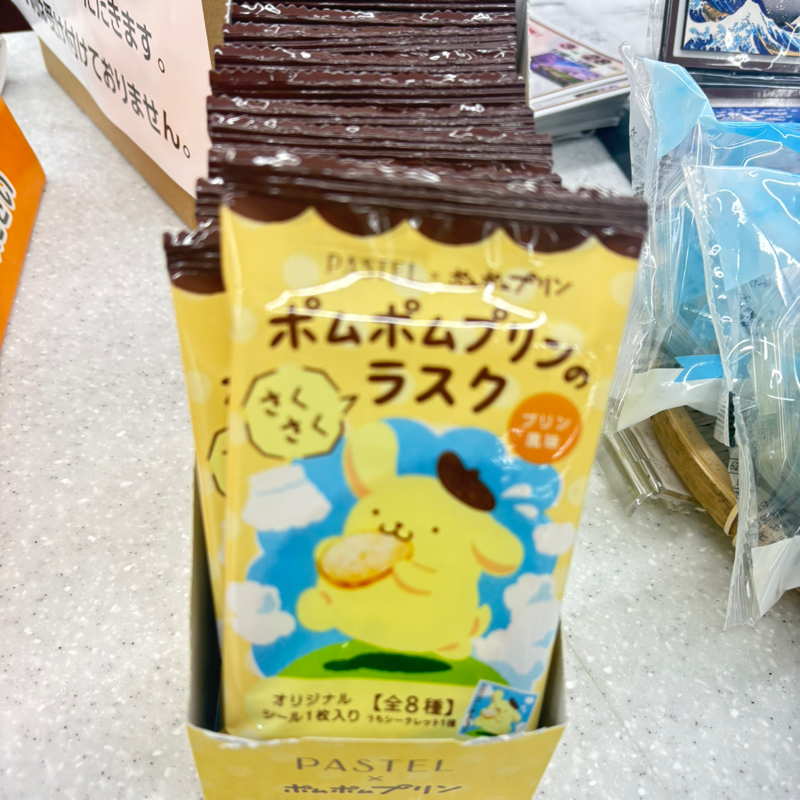 だきます。
受け付けておりません。
PASTEL × ポムポムプリン
ポムポムプリンの
ラスク
さく
さく
プリン
風味
オリジナル
シール1枚入り
【全8種】
うちシークレット1種
PASTEL
×
ポムポムプリン